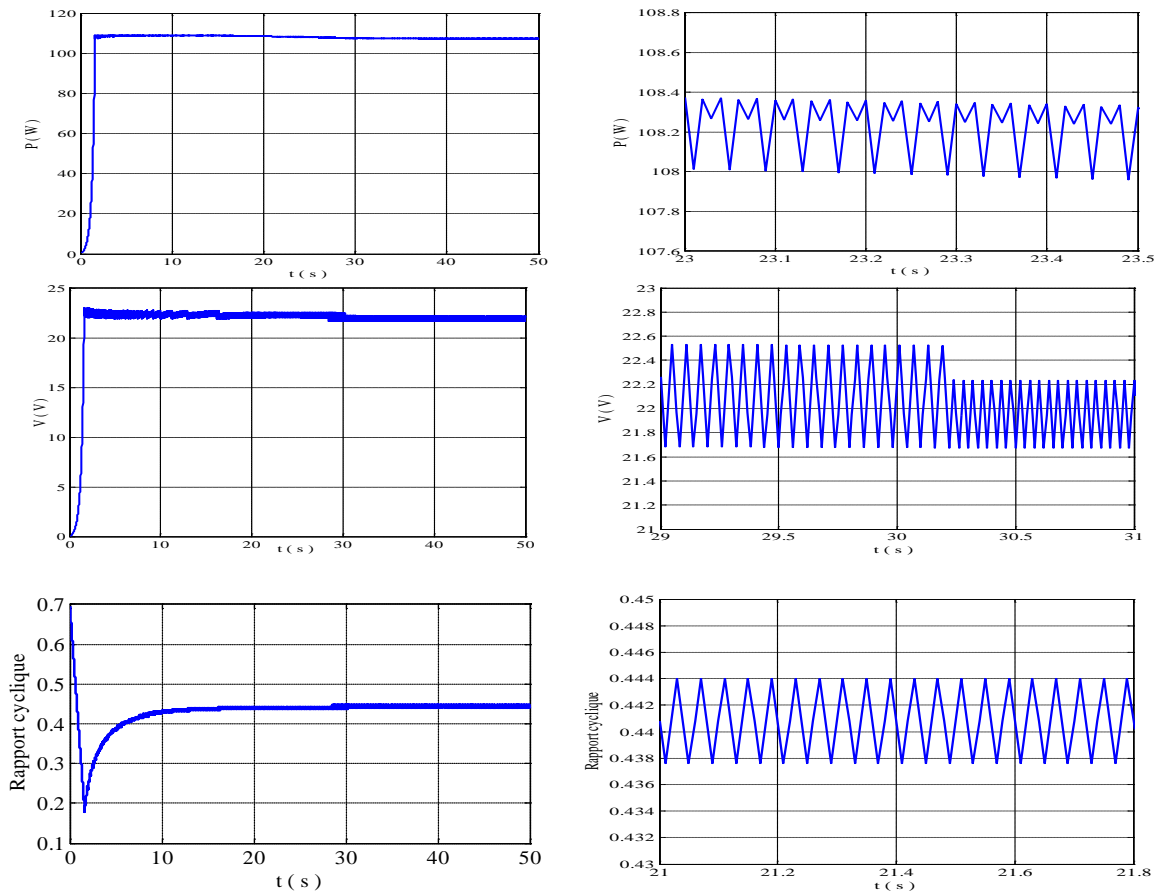 120
100
80
60
40
20
0
P(W)
0 10 20 30 40 50
t(s)
108.8
108.6
108.4
108.2
108
107.8
107.6
P(W)
23 23.1 23.2 23.3 23.4 23.5
t(s)
25
20
15
10
5
0
V(V)
0 10 20 30 40 50
t(s)
23
22.8
22.6
22.4
22.2
22
21.8
21.6
21.4
21.2
21
V(V)
29 29.5 30 30.5 31
t(s)
0.7
0.6
0.5
0.4
0.3
0.2
0.1
Rapport cyclique
0 10 20 30 40 50
t(s)
0.45
0.448
0.446
0.444
0.442
0.44
0.438
0.436
0.434
0.432
0.43
Rapport cyclique
21 21.2 21.4 21.6 21.8
t(s)